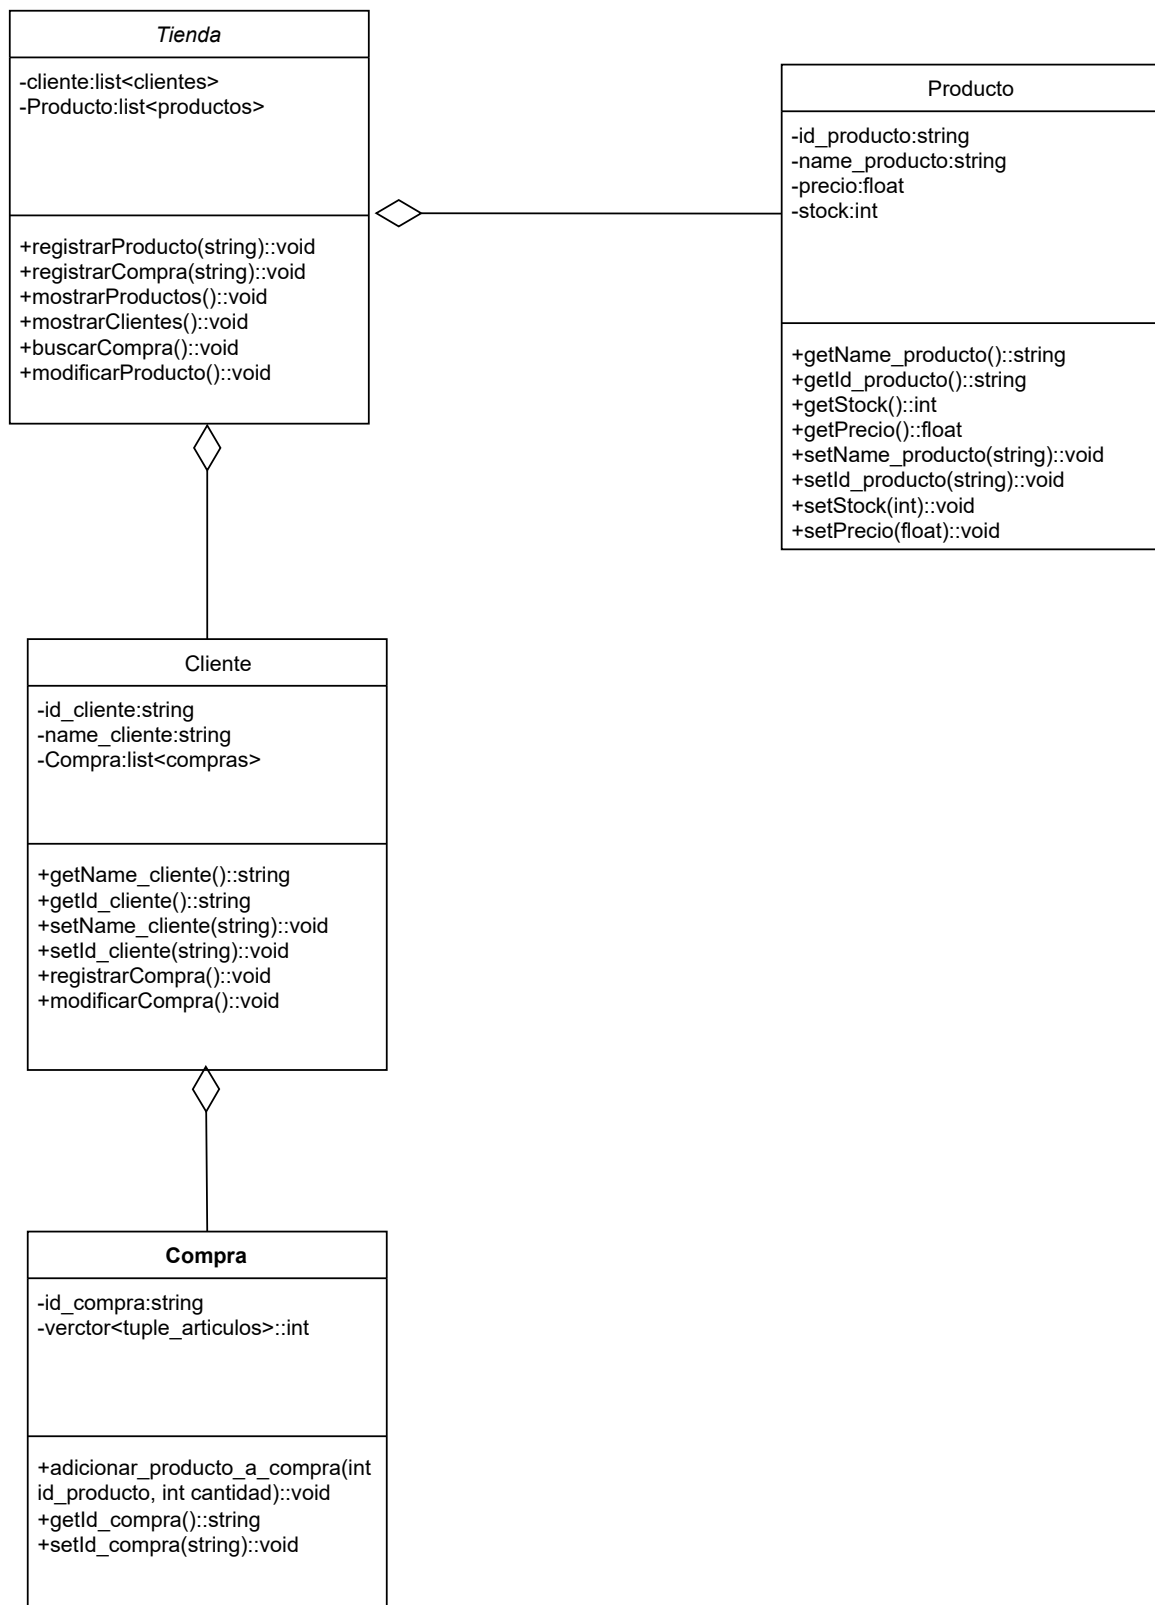 Tienda
-cliente:list<clientes>
-Producto:list<productos>
+registrarProducto(string)::void
+registrarCompra(string)::void
+mostrarProductos()::void
+mostrarClientes()::void
+buscarCompra()::void
+modificarProducto()::void
Producto
-id_producto:string
-name_producto:string
-precio:float
-stock:int
+getName_producto()::string
+getId_producto()::string
+getStock()::int
+getPrecio()::float
+setName_producto(string)::void
+setId_producto(string)::void
+setStock(int)::void
+setPrecio(float)::void
Cliente
-id_cliente:string
-name_cliente:string
-Compra:list<compras>
+getName_cliente()::string
+getId_cliente()::string
+setName_cliente(string)::void
+setId_cliente(string)::void
+registrarCompra()::void
+modificarCompra()::void
Compra
-id_compra:string
-verctor<tuple_articulos>::int
+adicionar_producto_a_compra(int
id_producto, int cantidad)::void
+getId_compra()::string
+setId_compra(string)::void